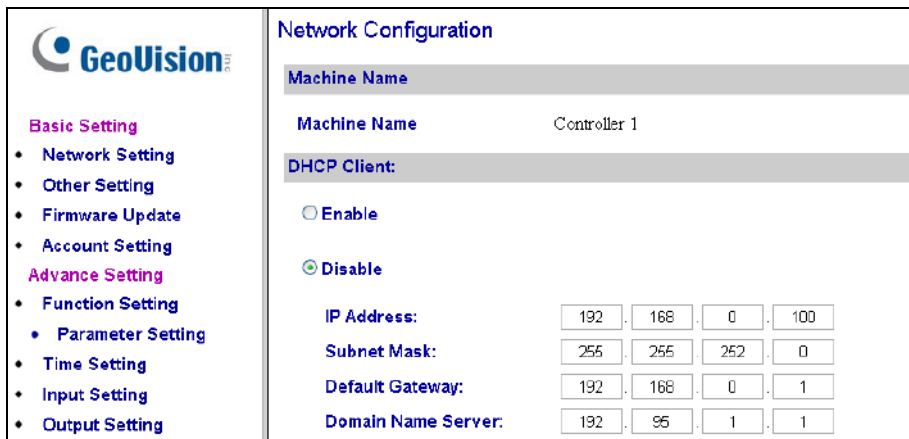 GeoVision inc
Basic Setting
Network Setting
Other Setting
Firmware Update
Account Setting
Advance Setting
Function Setting
Parameter Setting
Time Setting
Input Setting
Output Setting
Network Configuration
Machine Name
Machine Name Controller 1
DHCP Client:
Enable
Disable
IP Address: 192 . 168 . 0 . 100
Subnet Mask: 255 . 255 . 252 . 0
Default Gateway: 192 . 168 . 0 . 1
Domain Name Server: 192 . 95 . 1 . 1